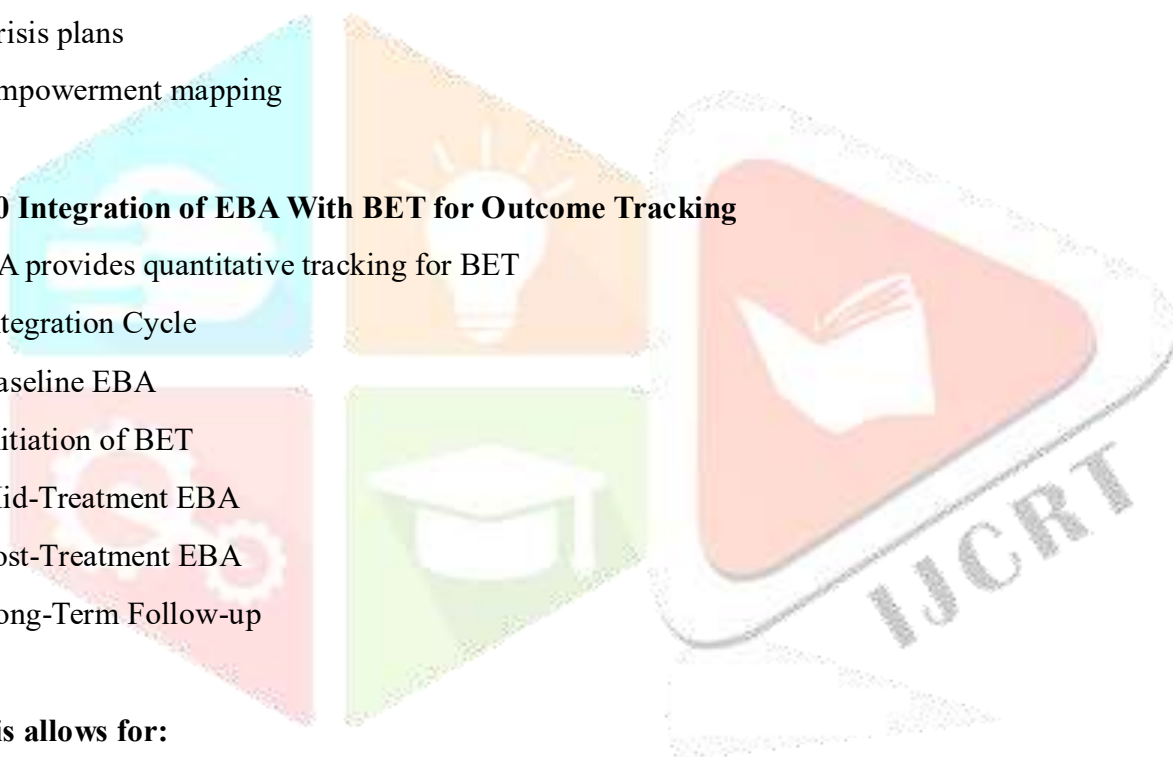 risis plans
mpowerment mapping
0 Integration of EBA With BET for Outcome Tracking
A provides quantitative tracking for BET
tegration Cycle
aseline EBA
itiation of BET
id-Treatment EBA
ost-Treatment EBA
ong-Term Follow-up
is allows for:
IJCRT